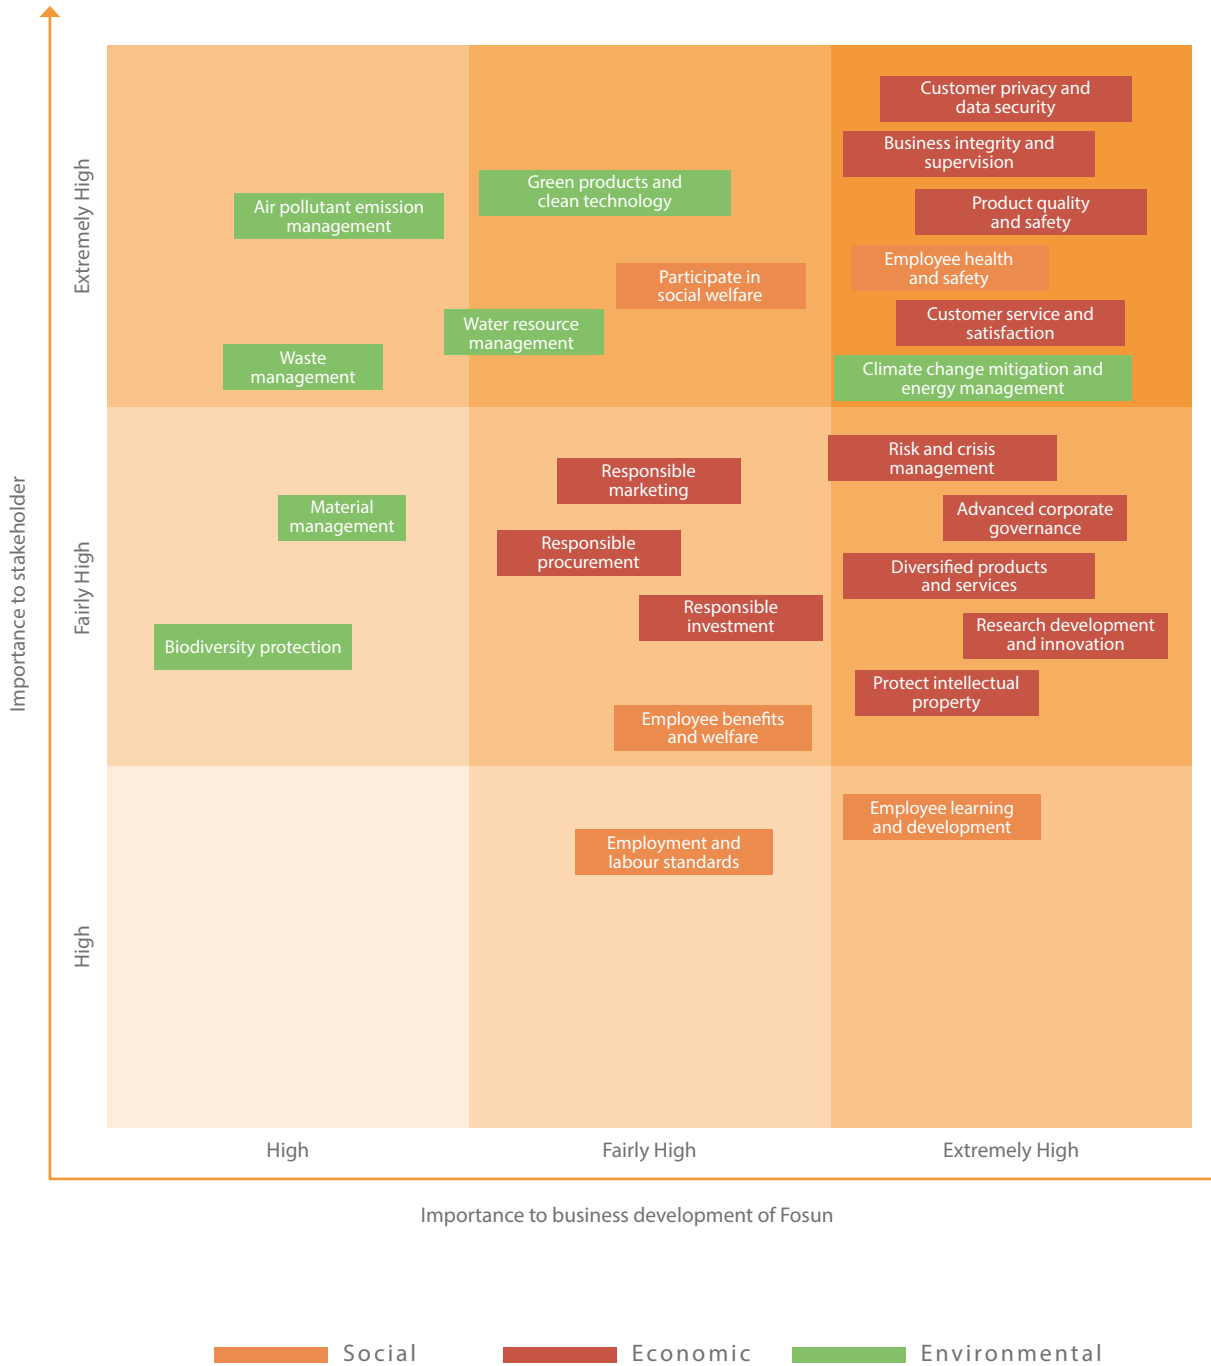 Importance to stakeholder
Extremely High
Fairly High
High
Customer privacy and
data security
Business integrity and
supervision
Green products and
clean technology
Product quality
and safety
Air pollutant emission
management
Employee health
and safety
Participate in
social welfare
Customer service and
satisfaction
Water resource
management
Waste
management
Climate change mitigation and
energy management
Risk and crisis
management
Responsible
marketing
Material
management
Advanced corporate
governance
Responsible
procurement
Diversified products
and services
Responsible
investment
Research development
and innovation
Biodiversity protection
Protect intellectual
property
Employee benefits
and welfare
Employee learning
and development
Employment and
labour standards
High
Fairly High
Extremely High
Importance to business development of Fosun
Social
Economic
Environmental